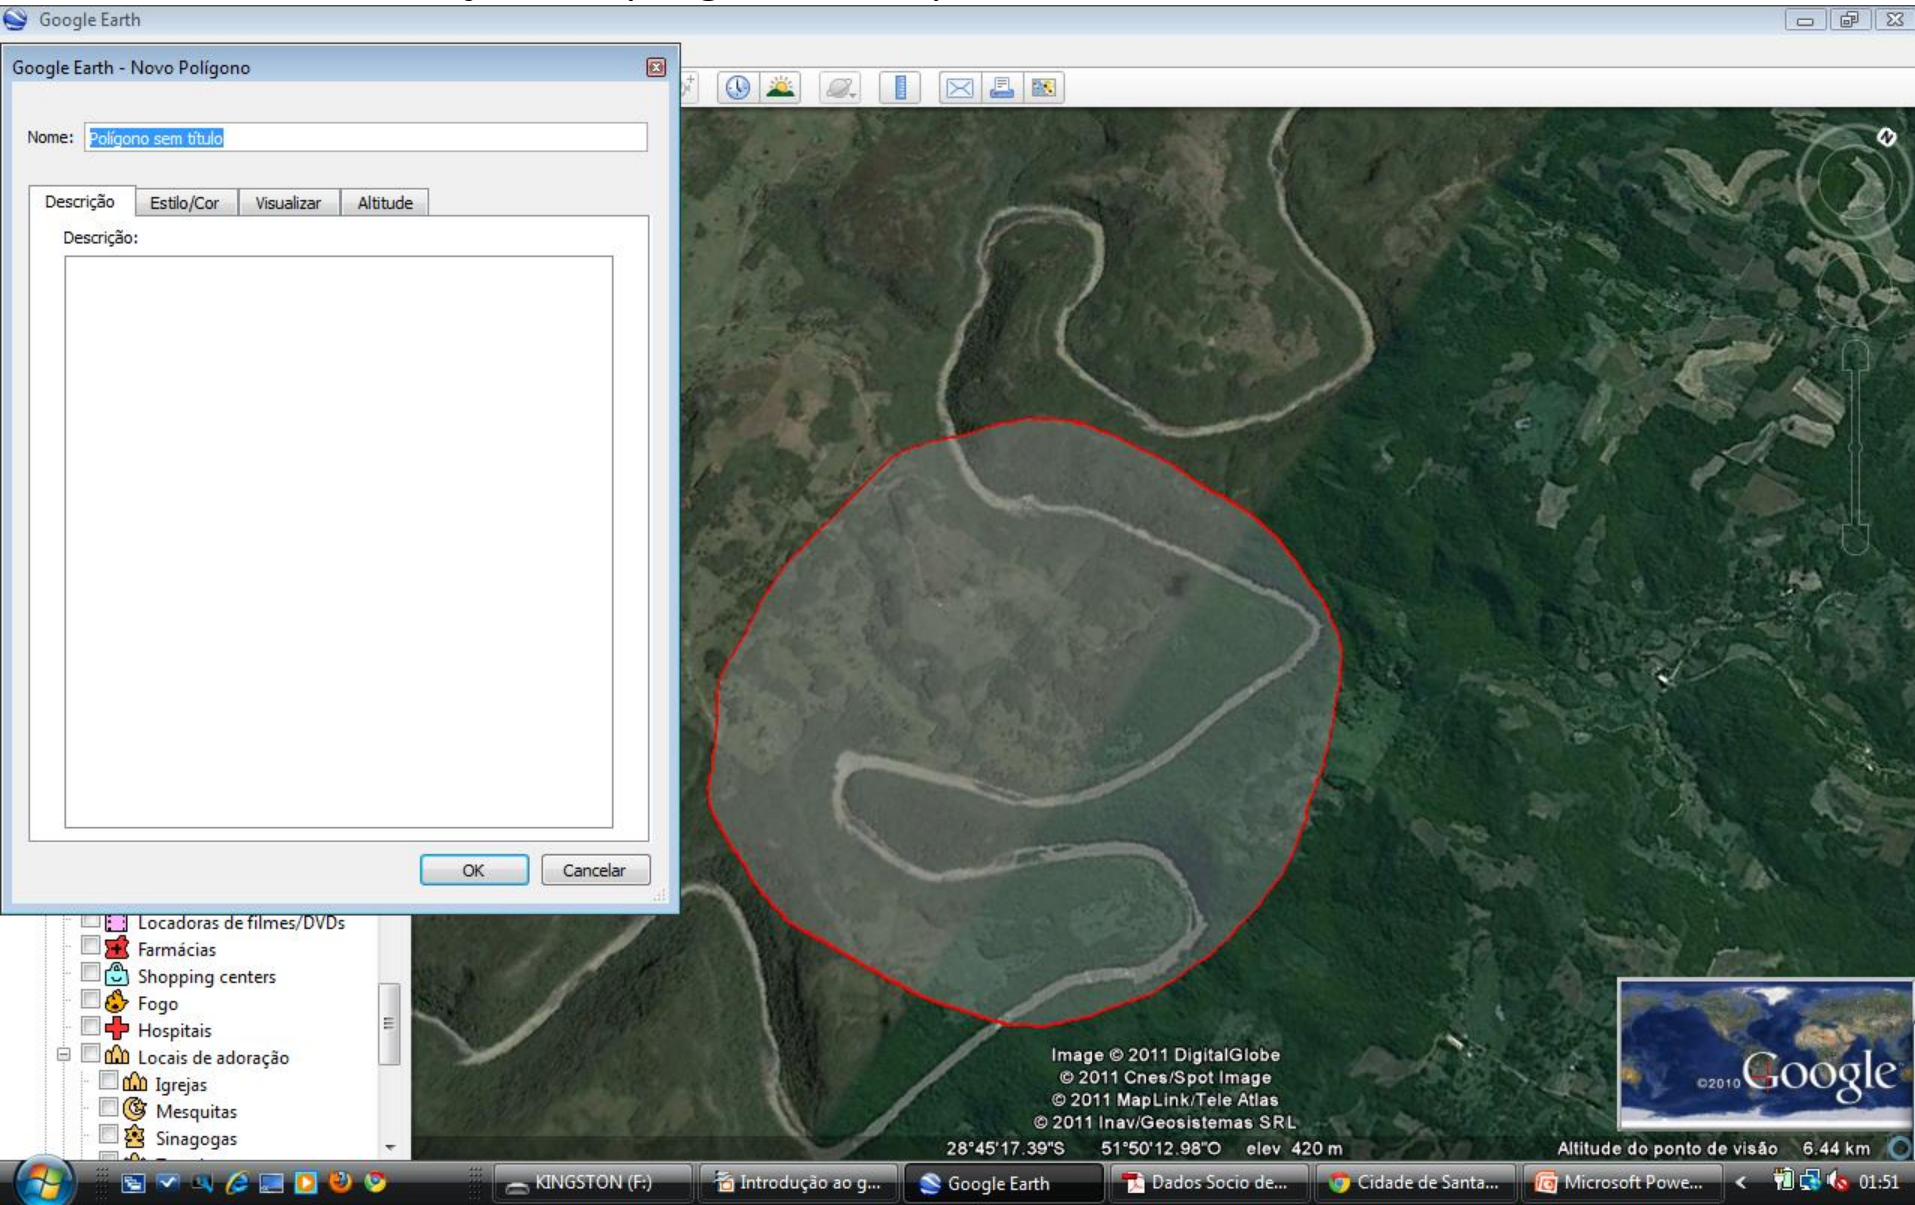 Google Earth
Google Earth - Novo Polígono
Nome: Polígono sem título
Descrição Estilo/Cor Visualizar Altitude
Descrição:
OK Cancelar
Locadoras de filmes/DVDs
Farmácias
Shopping centers
Fogo
Hospitais
Locais de adoração
Igrejas
Mesquitas
Sinagogas
N
Image © 2011 DigitalGlobe
© 2011 Cnes/Spot Image
© 2011 MapLink/Tele Atlas
© 2011 Inav/Geosistemas SRL
©2010 Google
28°45'17.39"S 51°50'12.98"O elev 420 m
Altitude do ponto de visão 6.44 km
KINGSTON (F:) Introdução ao g... Google Earth Dados Socio de... Cidade de Santa... Microsoft Powe... 01:51